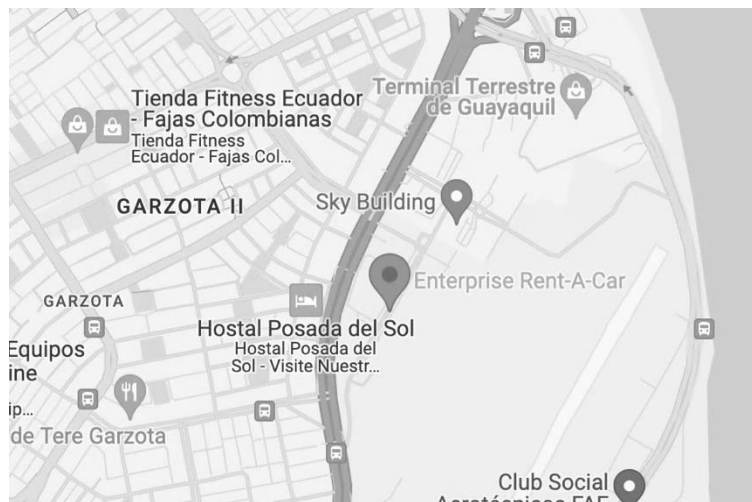 Terminal Terrestre
de Guayaquil
Tienda Fitness Ecuador
- Fajas Colombianas
Tienda Fitness
Ecuador - Fajas Col...
GARZOTA II
Sky Building
Enterprise Rent-A-Car
GARZOTA
Hostal Posada del Sol
Hostal Posada del
Sol - Visite Nuestr...
Equipos
ine
ip...
de Tere Garzota
Club Social
Aerotécnicos FAE